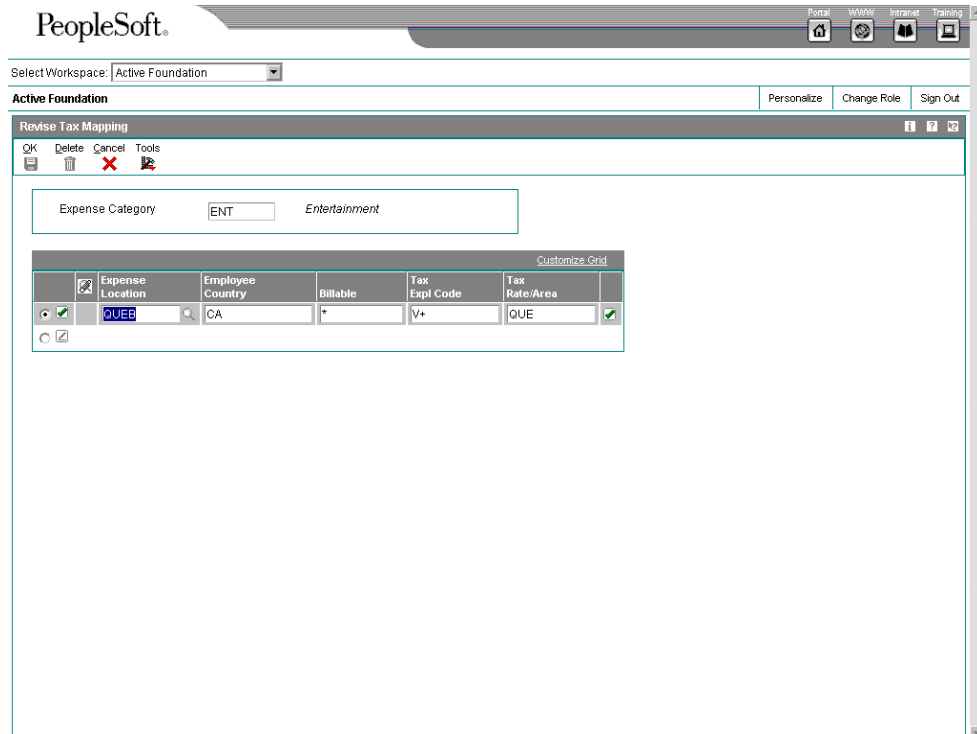 Portal WWW Intranet Training
PeopleSoft.
Select Workspace: Active Foundation
Active Foundation Personalize Change Role Sign Out
Revise Tax Mapping
OK Delete Cancel Tools
Expense Category ENT Entertainment
Customize Grid
Expense Location Employee Country Billable Tax Expl Code Tax Rate/Area
QUEB CA * V+ QUE